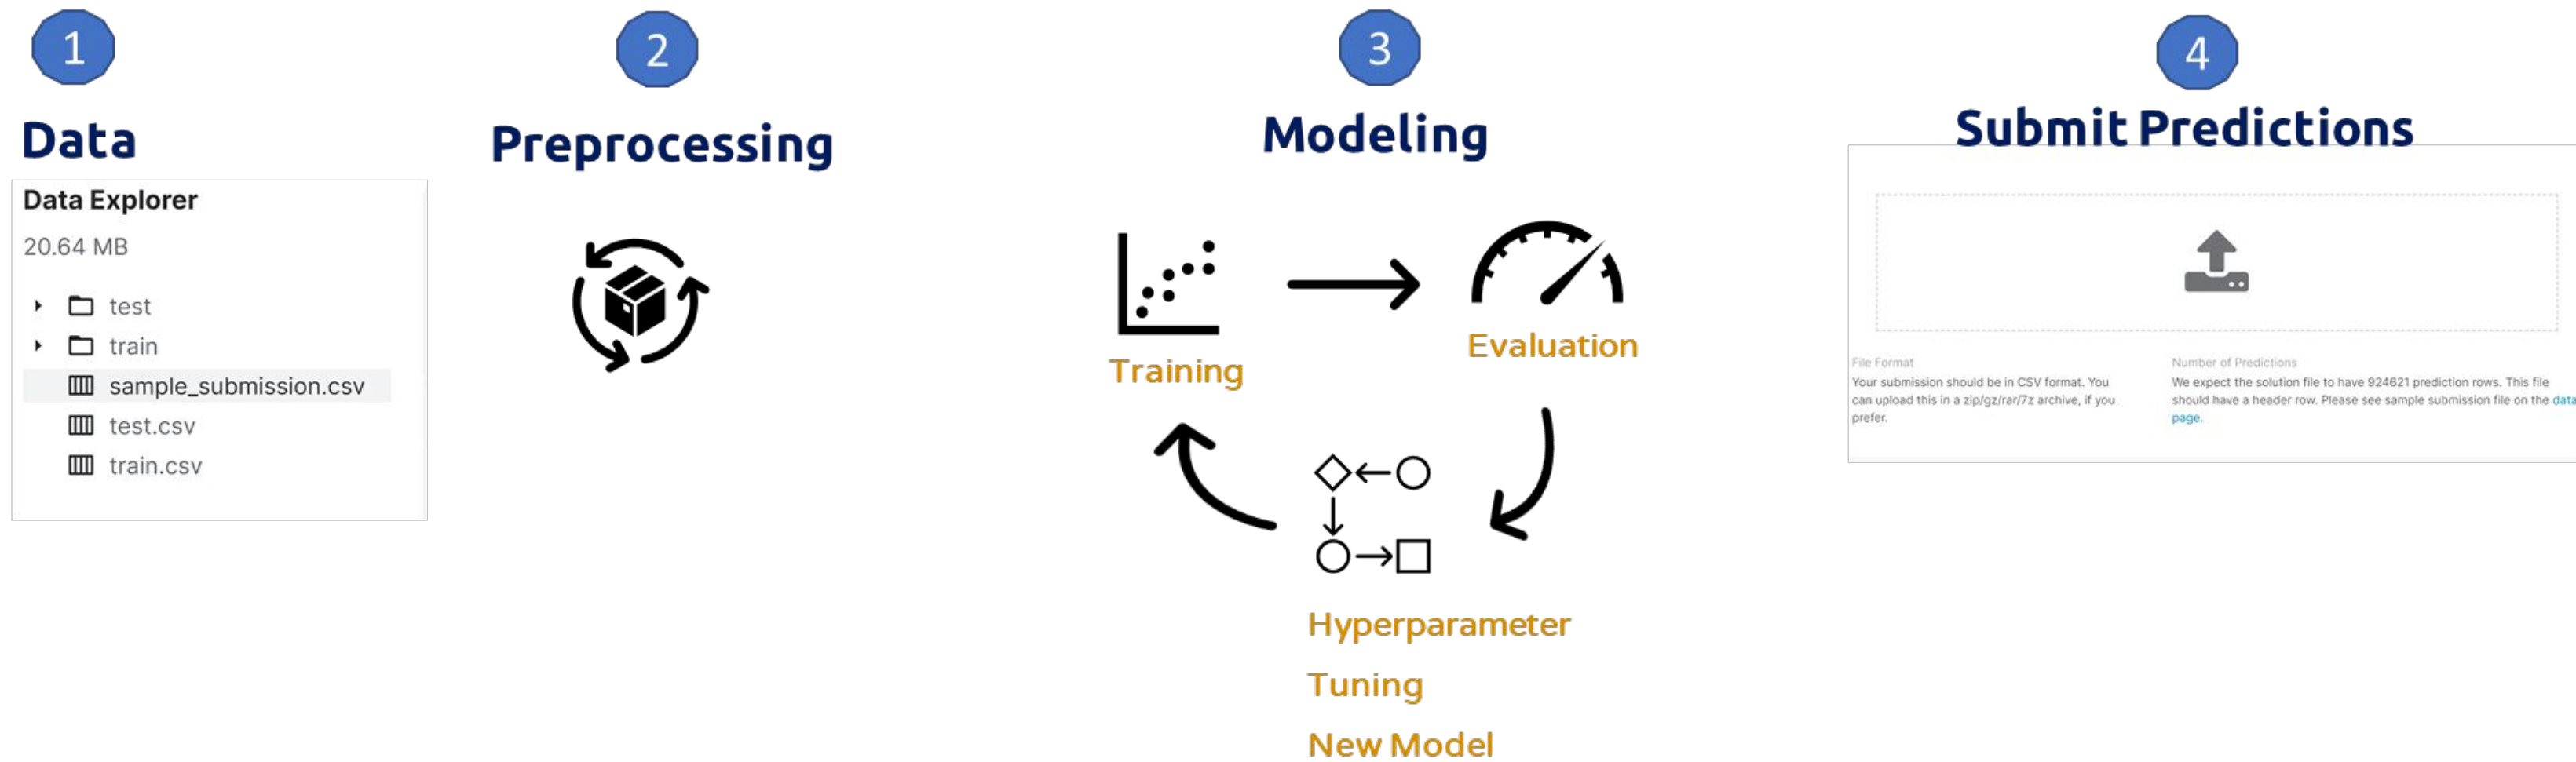 1
Data
Data Explorer
20.64 MB
test
train
sample_submission.csv
test.csv
train.csv
2
Preprocessing
3
Modeling
Training
Evaluation
Hyperparameter
Tuning
New Model
4
Submit Predictions
File Format
Your submission should be in CSV format. You
can upload this in a zip/gz/rar/7z archive, if you
prefer.
Number of Predictions
We expect the solution file to have 924621 prediction rows. This file
should have a header row. Please see sample submission file on the data
page.